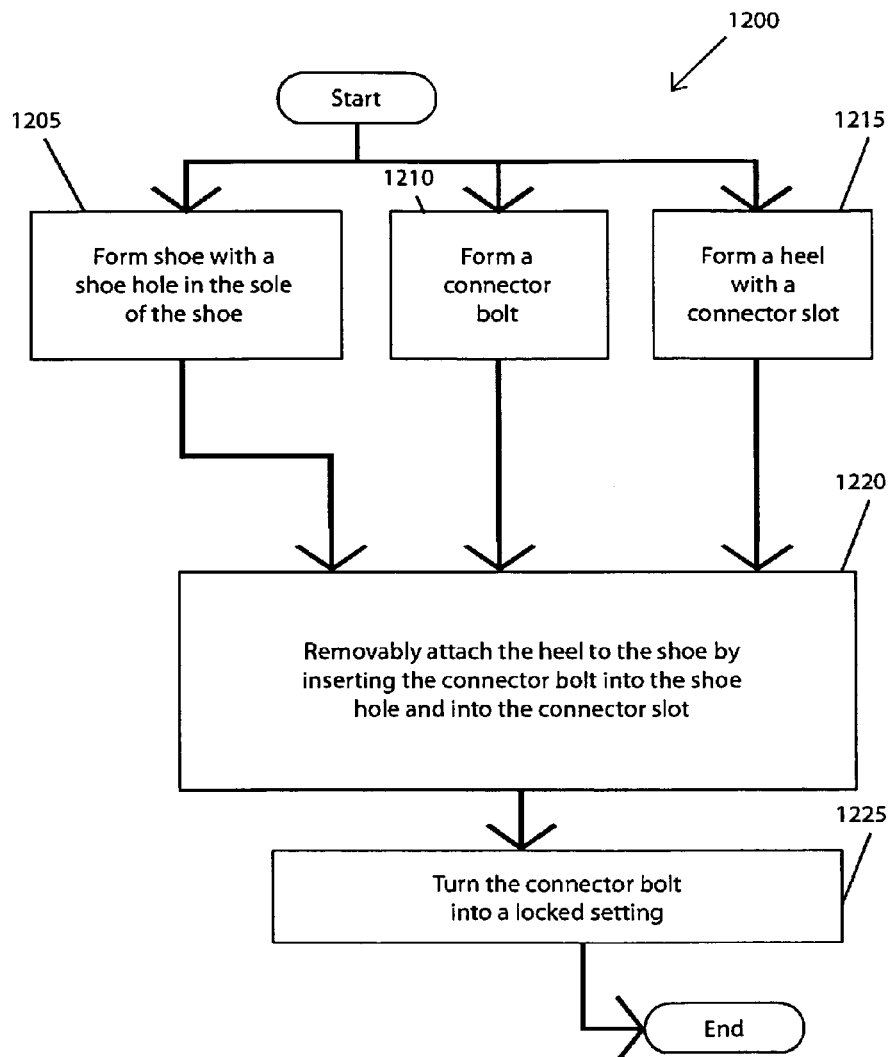 1200
Start
1205
1210
1215
Form shoe with a
shoe hole in the sole
of the shoe
Form a
connector
bolt
Form a heel
with a
connector slot
1220
Removably attach the heel to the shoe by
inserting the connector bolt into the shoe
hole and into the connector slot
1225
Turn the connector bolt
into a locked setting
End